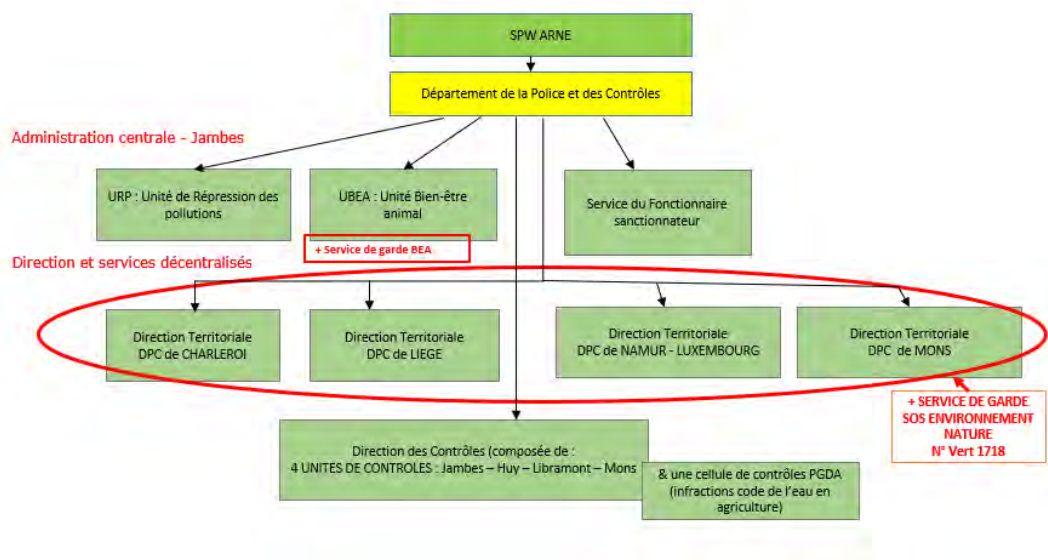 SPW ARNE
Département de la Police et des Contrôles
Administration centrale - Jambes
URP : Unité de Répression des
pollutions
UBEA : Unité Bien-être
animal
Service du Fonctionnaire
sanctionnateur
+ Service de garde BEA
Direction et services décentralisés
Direction Territoriale
DPC de CHARLEROI
Direction Territoriale
DPC de LIEGE
Direction Territoriale
DPC de NAMUR - LUXEMBOURG
Direction Territoriale
DPC de MONS
+ SERVICE DE GARDE
SOS ENVIRONNEMENT
NATURE
N° Vert 1718
Direction des Contrôles (composée de :
4 UNITES DE CONTROLES : Jambes – Huy – Libramont – Mons
& une cellule de contrôles PGDA
(infractions code de l'eau en
agriculture)